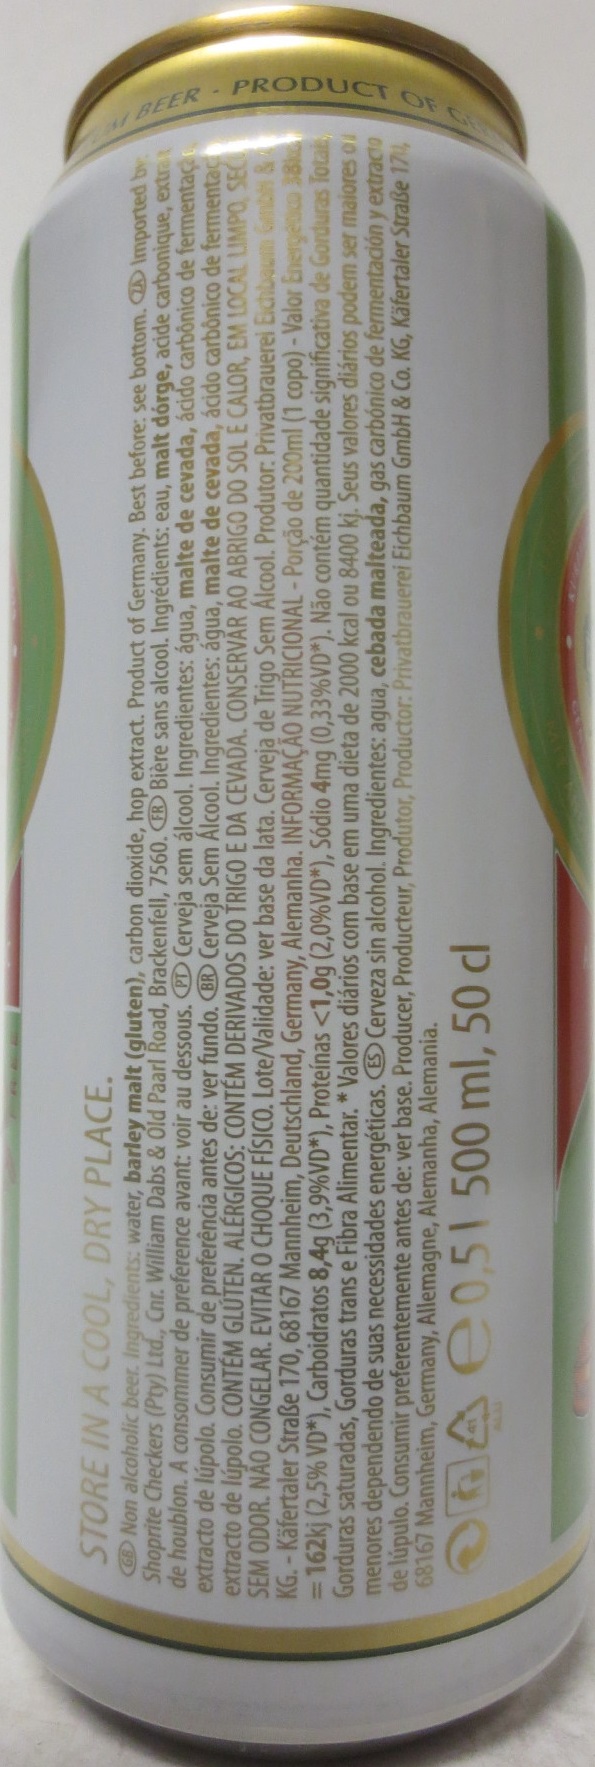 BEER · PRODUCT OF
STORE IN A COOL, DRY PLACE.
GB Non alcoholic beer. Ingredients: water, barley malt (gluten), carbon dioxide, hop extract. Product of Germany. Best before: see bottom. ZA Imported by:
Shoprite Checkers (Pty) Ltd., Cnr. William Dabs & Old Paarl Road, Brackenfell, 7560. FR Bière sans alcool. Ingrédients: eau, malt dórge, acide carbonique, extrait
de houblon. A consommer de preference avant: voir au dessous. PT Cerveja sem álcool. Ingredientes: água, malte de cevada, ácido carbônico de fermentação,
extracto de lúpolo. Consumir de preferência antes de: ver fundo. BR Cerveja Sem Álcool. Ingredientes: água, malte de cevada, ácido carbônico de fermentação,
extracto de lúpolo. CONTÉM GLÚTEN. ALÉRGICOS: CONTÉM DERIVADOS DO TRIGO E DA CEVADA. CONSERVAR AO ABRIGO DO SOL E CALOR, EM LOCAL LIMPO, SECO,
SEM ODOR. NÃO CONGELAR. EVITAR O CHOQUE FÍSICO. Lote/Validade: ver base da lata. Cerveja de Trigo Sem Álcool. Produtor: Privatbrauerei Eichbaum GmbH &
KG. - Käfertaler Straße 170, 68167 Mannheim, Deutschland, Germany, Alemanha. INFORMAÇÃO NUTRICIONAL - Porção de 200ml (1 copo) - Valor Energético 38kcal
= 162kj (2,5% VD*), Carboidratos 8,4g (3,9%VD*), Proteínas <1,0g (2,0%VD*), Sódio 4mg (0,33%VD*). Não contém quantidade significativa de Gorduras Totais,
Gorduras saturadas, Gorduras trans e Fibra Alimentar. * Valores diários com base em uma dieta de 2000 kcal ou 8400 kj. Seus valores diários podem ser maiores ou
menores dependendo de suas necessidades energéticas. ES Cerveza sin alcohol. Ingredientes: agua, cebada malteada, gas carbónico de fermentación y extracto
de lúpulo. Consumir preferentemente antes de: ver base. Producer, Producteur, Produtor, Productor: Privatbrauerei Eichbaum GmbH & Co. KG, Käfertaler Straße 170,
68167 Mannheim, Germany, Allemagne, Alemanha, Alemania.
41
ALU
e 0,5 l 500 ml, 50 cl